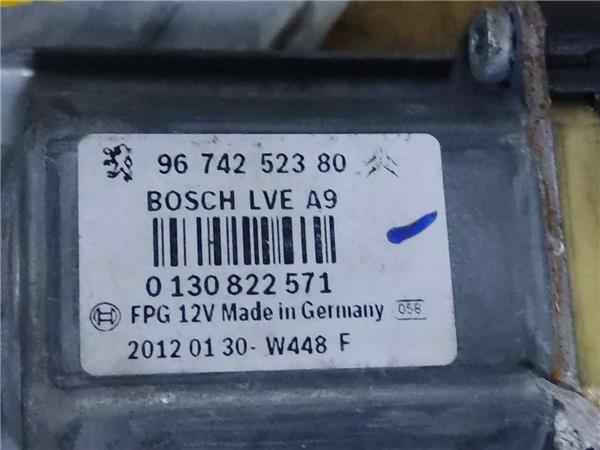 96 742 523 80
BOSCH LVE A9
0 130 822 571
FPG 12V Made in Germany 056
2012 01 30- W448 F